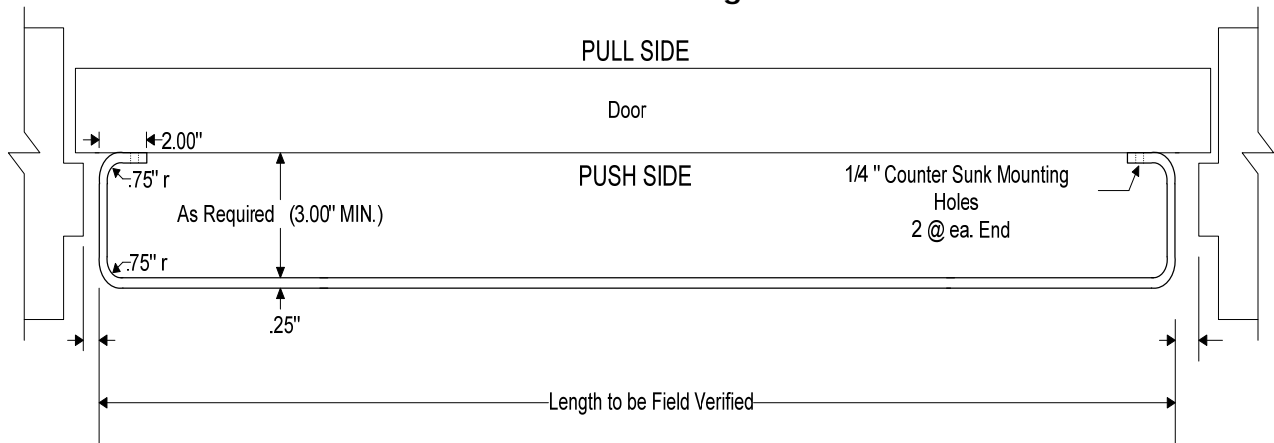 PULL SIDE
Door
2.00"
.75" r
PUSH SIDE
1/4 " Counter Sunk Mounting
Holes
2 @ ea. End
As Required (3.00" MIN.)
.75" r
.25"
Length to be Field Verified